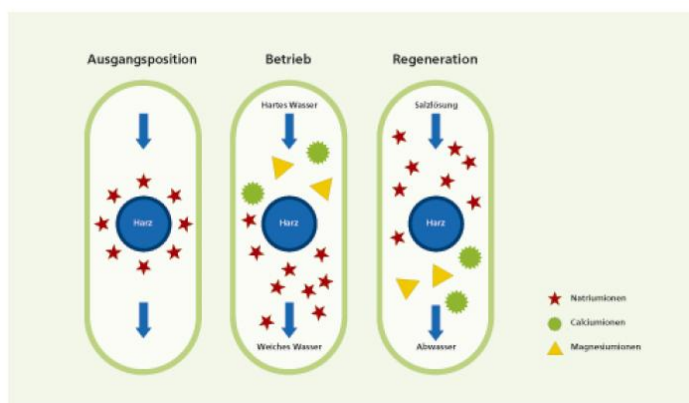 Ausgangsposition
Betrieb
Regeneration
Hartes Wasser
Salzlösung
Harz
Harz
Harz
Weiches Wasser
Abwasser
Natriumionen
Calciumionen
Magnesiumionen